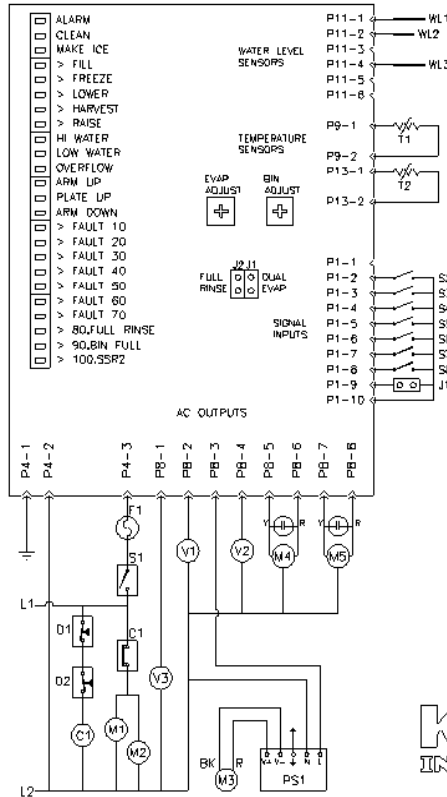 ALARM
CLEAN
MAKE ICE
> FILL
> FREEZE
> LOWER
> HARVEST
> RAISE
HI WATER
LOW WATER
OVERFLOW
ARM UP
PLATE UP
ARM DOWN
> FAULT 10
> FAULT 20
> FAULT 30
> FAULT 40
> FAULT 50
> FAULT 60
> FAULT 70
> 80.FULL RINSE
> 90.BIN FULL
> 100.SSR2
WATER LEVEL
SENSORS
TEMPERATURE
SENSORS
EVAP
ADJUST
BIN
ADJUST
J2 J1
FULL
RINSE
DUAL
EVAP
SIGNAL
INPUTS
AC OUTPUTS
P11-1
WL1
P11-2
WL2
P11-3
P11-4
WL3
P11-5
P11-6
P9-1
T1
P9-2
P13-1
T2
P13-2
P1-1
P1-2
P1-3
P1-4
P1-5
P1-6
P1-7
P1-8
P1-9
P1-10
P4-1
P4-2
P4-3
P8-1
P8-2
P8-3
P8-4
P8-5
P8-6
P8-7
P8-8
F1
V1
V2
Y
R
M4
Y
R
M5
S1
L1
O1
C1
O2
V3
C1
M1
M2
BK
R
M3
V+
V-
N
L
PS1
L2